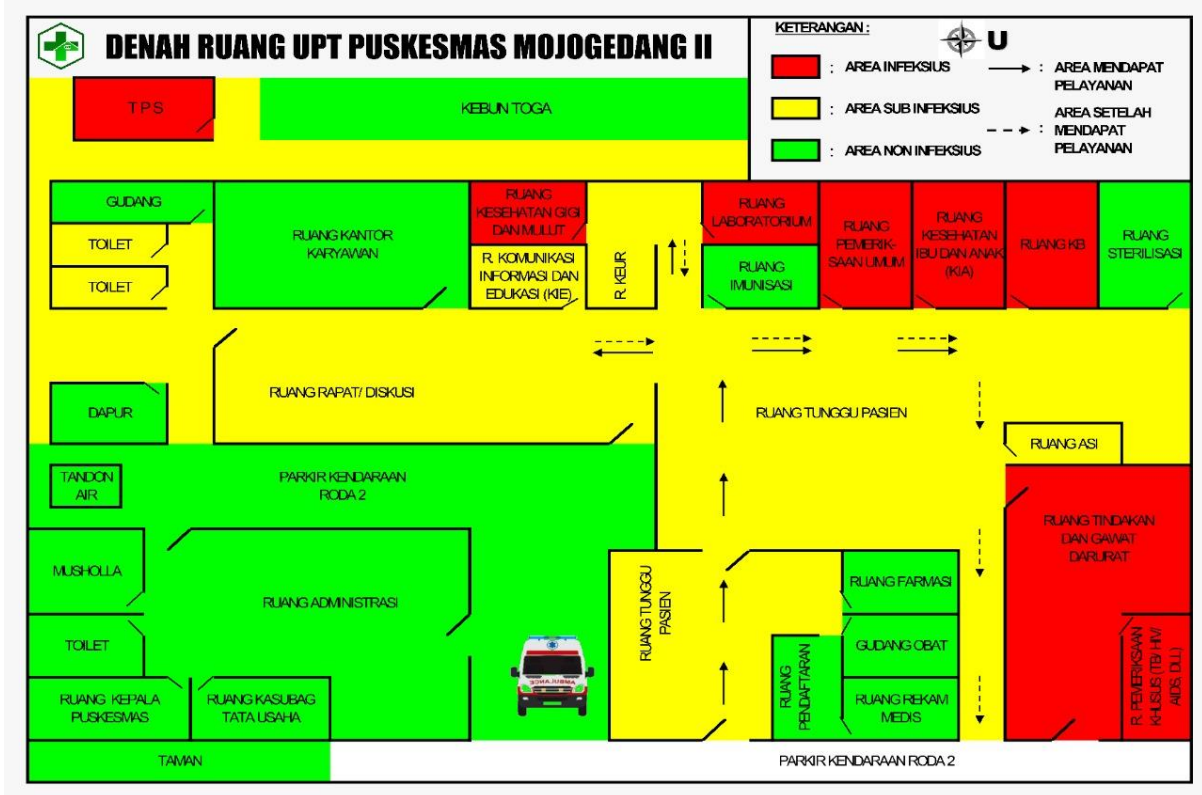 DENAH RUANG UPT PUSKESMAS MOJOGEDANG II
KETERANGAN :
U
: AREA INFEKSIUS
: AREA SUB INFEKSIUS
: AREA NON INFEKSIUS
: AREA MENDAPAT
PELAYANAN
AREA SETELAH
: MENDAPAT
PELAYANAN
TPS
KEBUN TOGA
GUDANG
TOILET
TOILET
RUANG KANTOR
KARYAWAN
RUANG
KESEHATAN GIGI
DAN MULUT
R. KOMUNIKASI
INFORMASI DAN
EDUKASI (KIE)
R. KEUR
RUANG
LABORATORIUM
RUANG
IMUNISASI
RUANG
PEMERIK-
SAAN UMUM
RUANG
KESEHATAN
IBU DAN ANAK
(KIA)
RUANG KB
RUANG
STERILISASI
DAPUR
RUANG RAPAT/ DISKUSI
RUANG TUNGGU PASIEN
RUANG ASI
TANDON
AIR
PARKIR KENDARAAN
RODA 2
RUANG TINDAKAN
DAN GAWAT
DARURAT
MUSHOLLA
RUANG ADMINISTRASI
RUANG TUNGGU
PASIEN
RUANG FARMASI
TOILET
GUDANG OBAT
RUANG
PENDAFTARAN
RUANG REKAM
MEDIS
R. PEMERIKSAAN
KHUSUS (TB/ HIV/
AIDS, DLL)
RUANG KEPALA
PUSKESMAS
RUANG KASUBAG
TATA USAHA
TAMAN
PARKIR KENDARAAN RODA 2